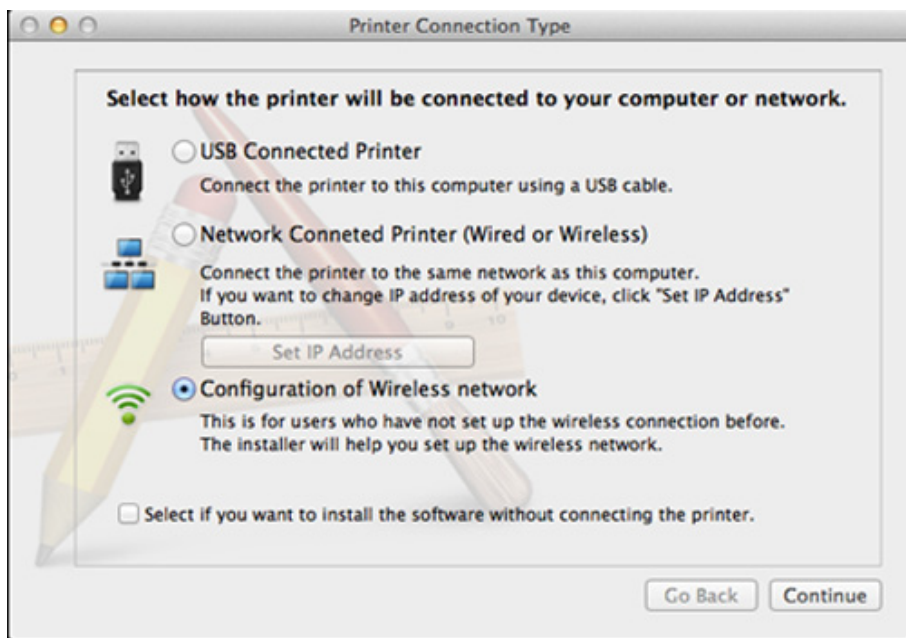 Printer Connection Type
Select how the printer will be connected to your computer or network.
USB Connected Printer
Connect the printer to this computer using a USB cable.
Network Conneted Printer (Wired or Wireless)
Connect the printer to the same network as this computer.
If you want to change IP address of your device, click "Set IP Address"
Button.
Set IP Address
Configuration of Wireless network
This is for users who have not set up the wireless connection before.
The installer will help you set up the wireless network.
Select if you want to install the software without connecting the printer.
Go Back
Continue